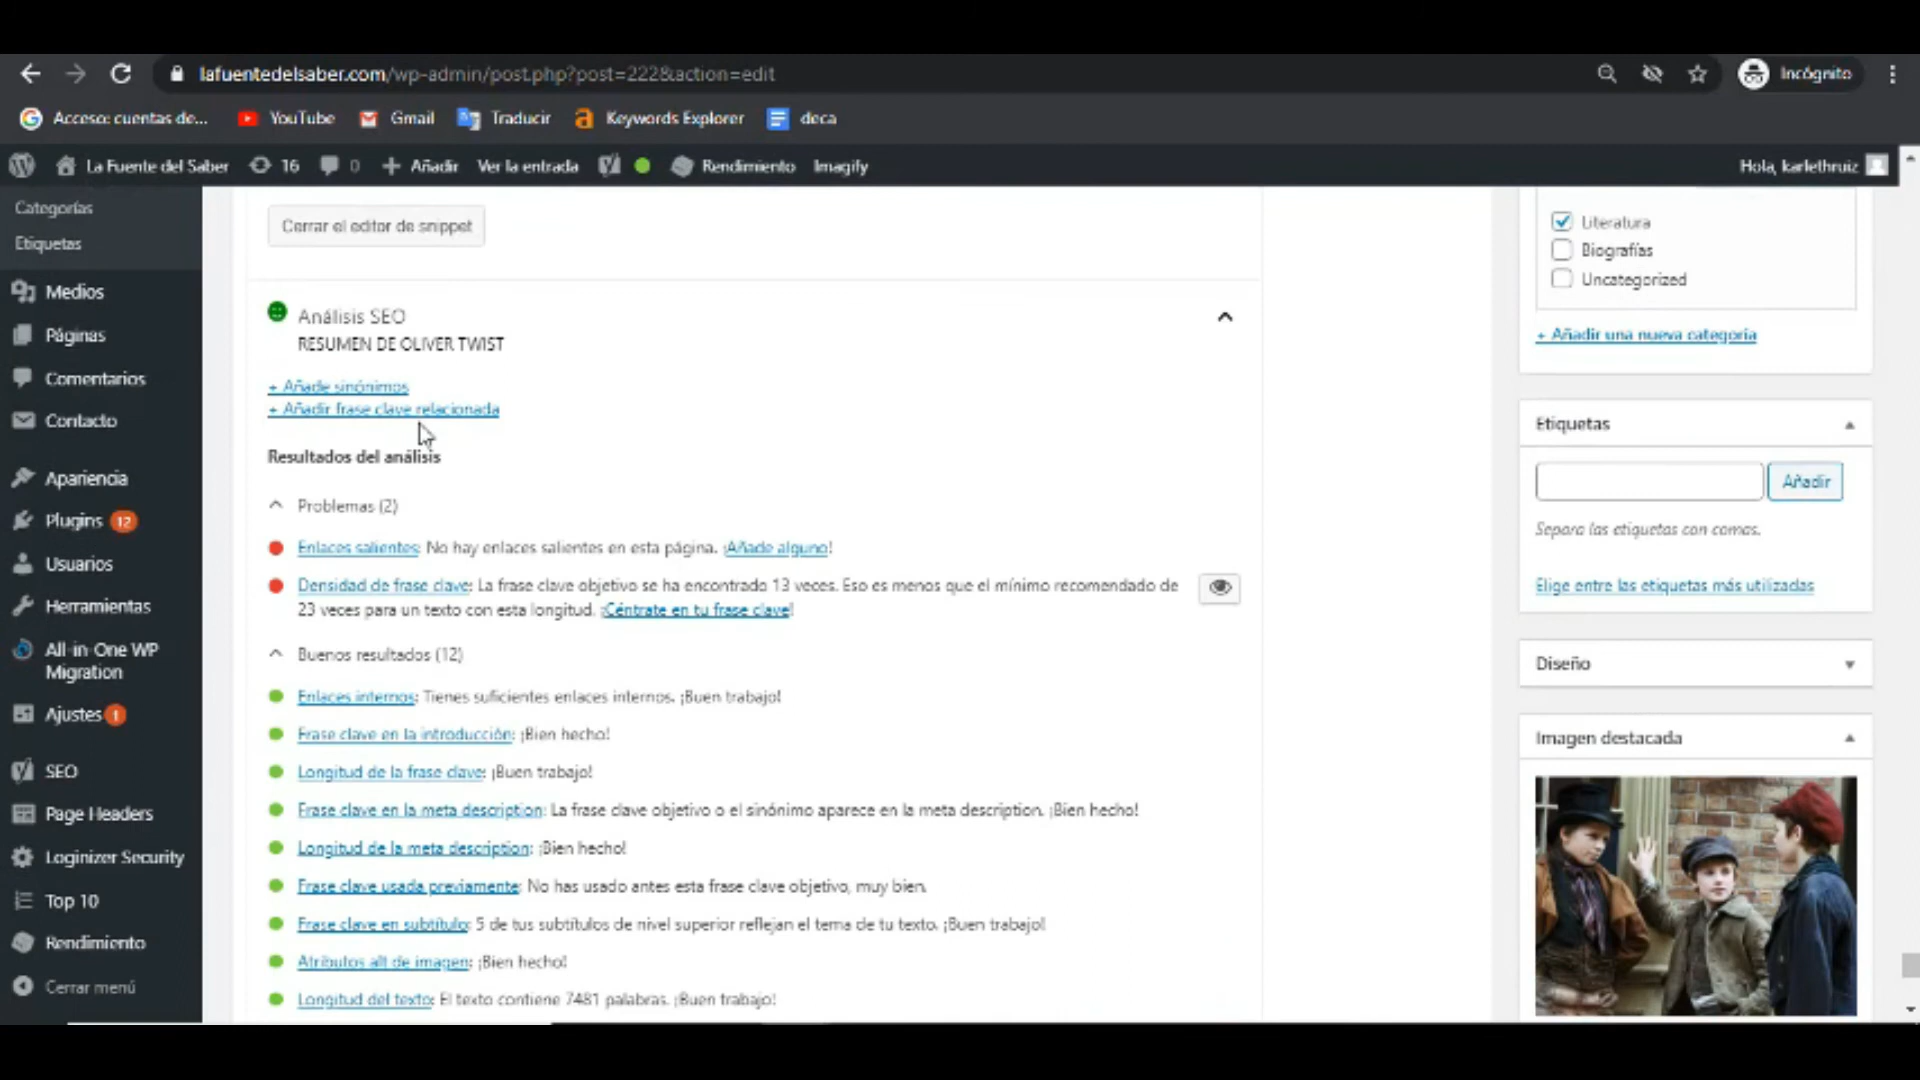 lafuentedelsaber.com/wp-admin/post.php?post=222&action=edit
Incógnito
Acceso: cuentas de...
YouTube
Gmail
Traducir
Keywords Explorer
deca
La Fuente del Saber
16
0
Añadir
Ver la entrada
Rendimiento
Imagify
Hola, karlethruiz
Categorías
Etiquetas
Medios
Páginas
Comentarios
Contacto
Apariencia
Plugins 12
Usuarios
Herramientas
All-in-One WP
Migration
Ajustes 1
SEO
Page Headers
Loginizer Security
Top 10
Rendimiento
Cerrar menú
Cerrar el editor de snippet
Análisis SEO
RESUMEN DE OLIVER TWIST
+ Añade sinónimos
+ Añadir frase clave relacionada
Resultados del análisis
Problemas (2)
Enlaces salientes: No hay enlaces salientes en esta página. ¡Añade alguno!
Densidad de frase clave: La frase clave objetivo se ha encontrado 13 veces. Eso es menos que el mínimo recomendado de
23 veces para un texto con esta longitud. ¡Céntrate en tu frase clave!
Buenos resultados (12)
Enlaces internos: Tienes suficientes enlaces internos. ¡Buen trabajo!
Frase clave en la introducción: ¡Bien hecho!
Longitud de la frase clave: ¡Buen trabajo!
Frase clave en la meta description: La frase clave objetivo o el sinónimo aparece en la meta description. ¡Bien hecho!
Longitud de la meta description: ¡Bien hecho!
Frase clave usada previamente: No has usado antes esta frase clave objetivo, muy bien.
Frase clave en subtítulo: 5 de tus subtítulos de nivel superior reflejan el tema de tu texto. ¡Buen trabajo!
Atributos alt de imagen: ¡Bien hecho!
Longitud del texto: El texto contiene 7481 palabras. ¡Buen trabajo!
Literatura
Biografías
Uncategorized
+ Añadir una nueva categoría
Etiquetas
Añadir
Separa las etiquetas con comas.
Elige entre las etiquetas más utilizadas
Diseño
Imagen destacada